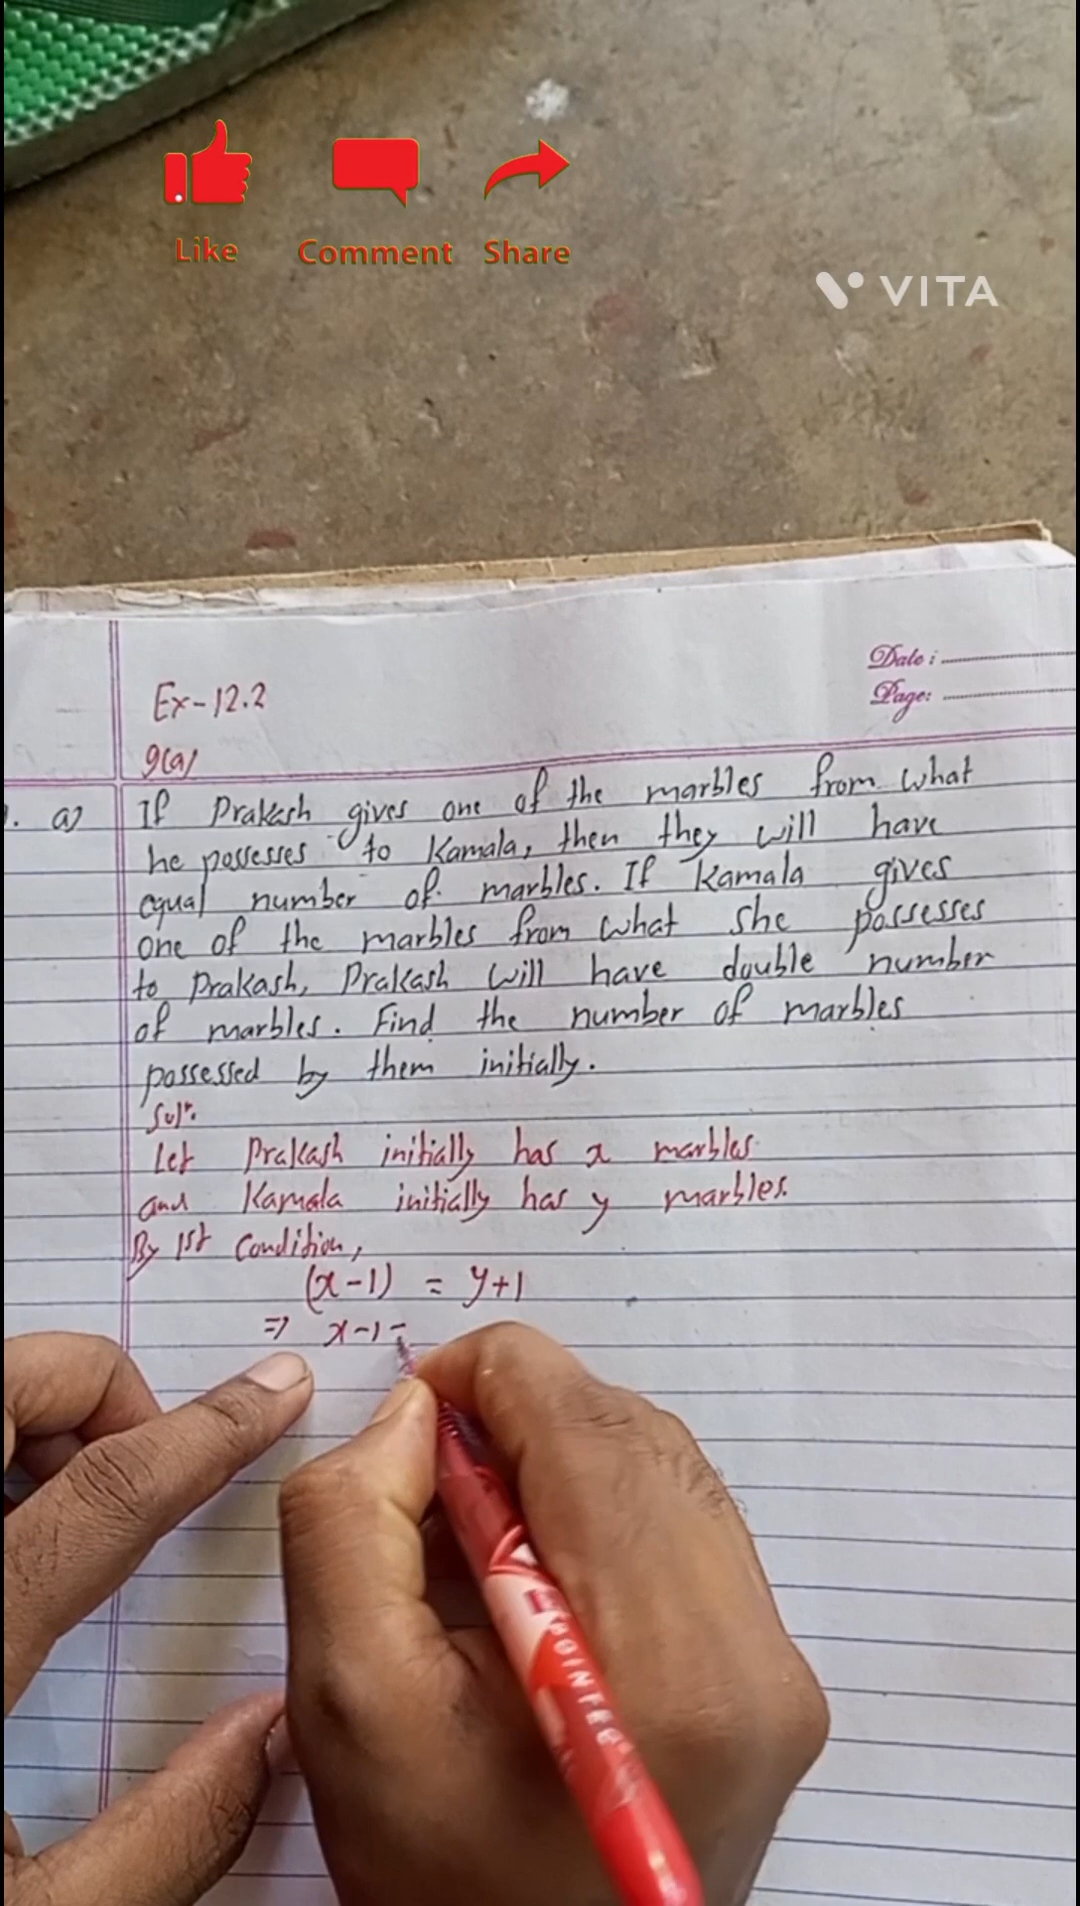 Like Comment Share
VITA
Date:
Page:
Ex-12.2
9(a)
a) If Prakash gives one of the marbles from what
he possesses to Kamala, then they will have
equal number of marbles. If Kamala gives
one of the marbles from what she possesses
to Prakash, Prakash will have double number
of marbles. Find the number of marbles
possessed by them initially.
Soln.
Let Prakash initially has x marbles
and Kamala initially has y marbles.
By 1st Condition,
(x-1) = y+1
⇒ x-1-